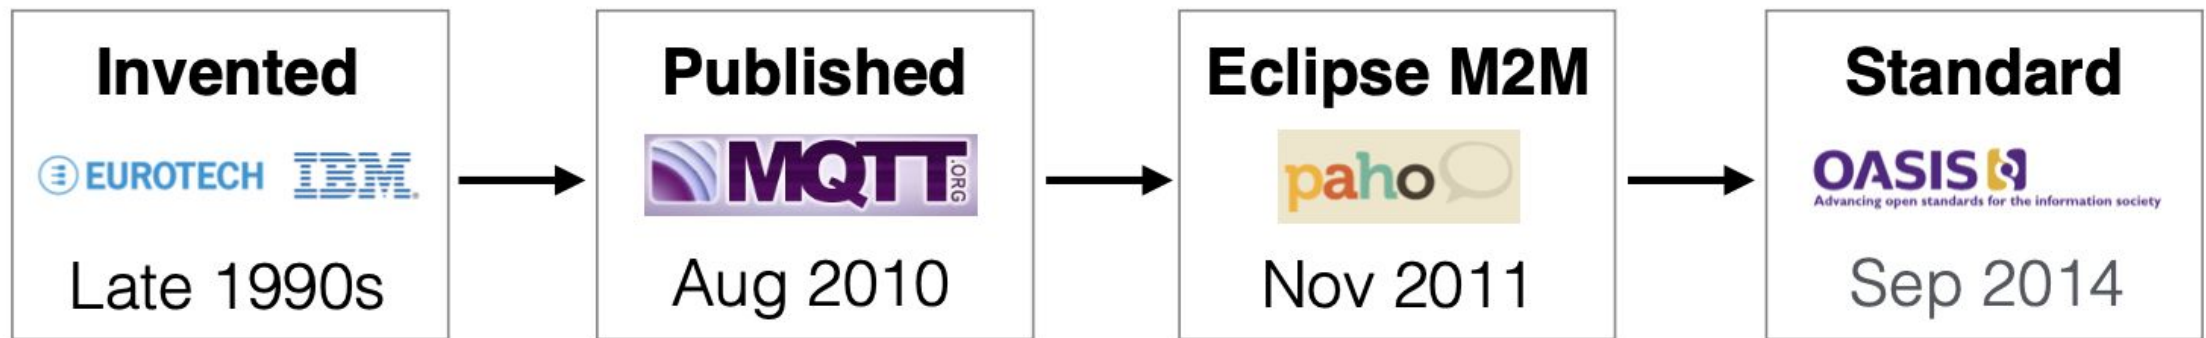 Invented
EUROTECH IBM.
Late 1990s
Published
MQTT.ORG
Aug 2010
Eclipse M2M
paho
Nov 2011
Standard
OASIS
Advancing open standards for the information society
Sep 2014